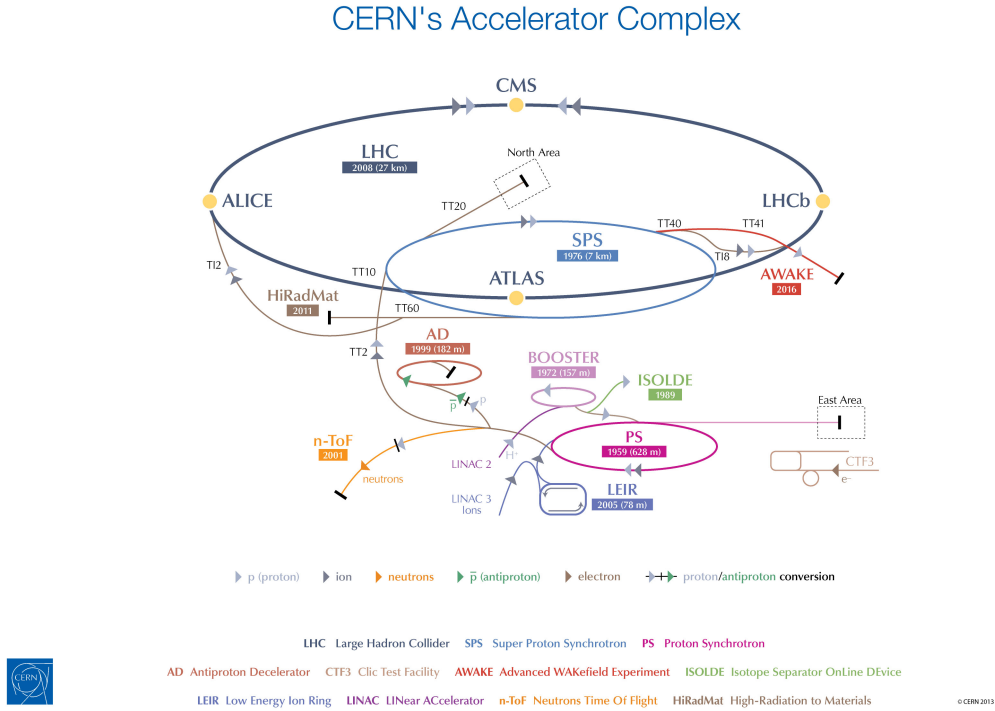 CERN's Accelerator Complex
CMS
LHC
2008 (27 km)
North Area
ALICE
LHCb
TT20
TT40
TT41
SPS
1976 (7 km)
TI8
TI2
TT10
ATLAS
AWAKE
2016
HiRadMat
2011
TT60
AD
1999 (182 m)
TT2
BOOSTER
1972 (157 m)
ISOLDE
1989
p̅
p
East Area
n-ToF
2001
PS
1959 (628 m)
H⁺
LINAC 2
neutrons
CTF3
e⁻
LEIR
2005 (78 m)
LINAC 3
Ions
p (proton) ion neutrons p̅ (antiproton) electron proton/antiproton conversion
LHC Large Hadron Collider SPS Super Proton Synchrotron PS Proton Synchrotron
AD Antiproton Decelerator CTF3 Clic Test Facility AWAKE Advanced WAKefield Experiment ISOLDE Isotope Separator OnLine DEvice
LEIR Low Energy Ion Ring LINAC LINear ACcelerator n-ToF Neutrons Time Of Flight HiRadMat High-Radiation to Materials
CERN
© CERN 2013